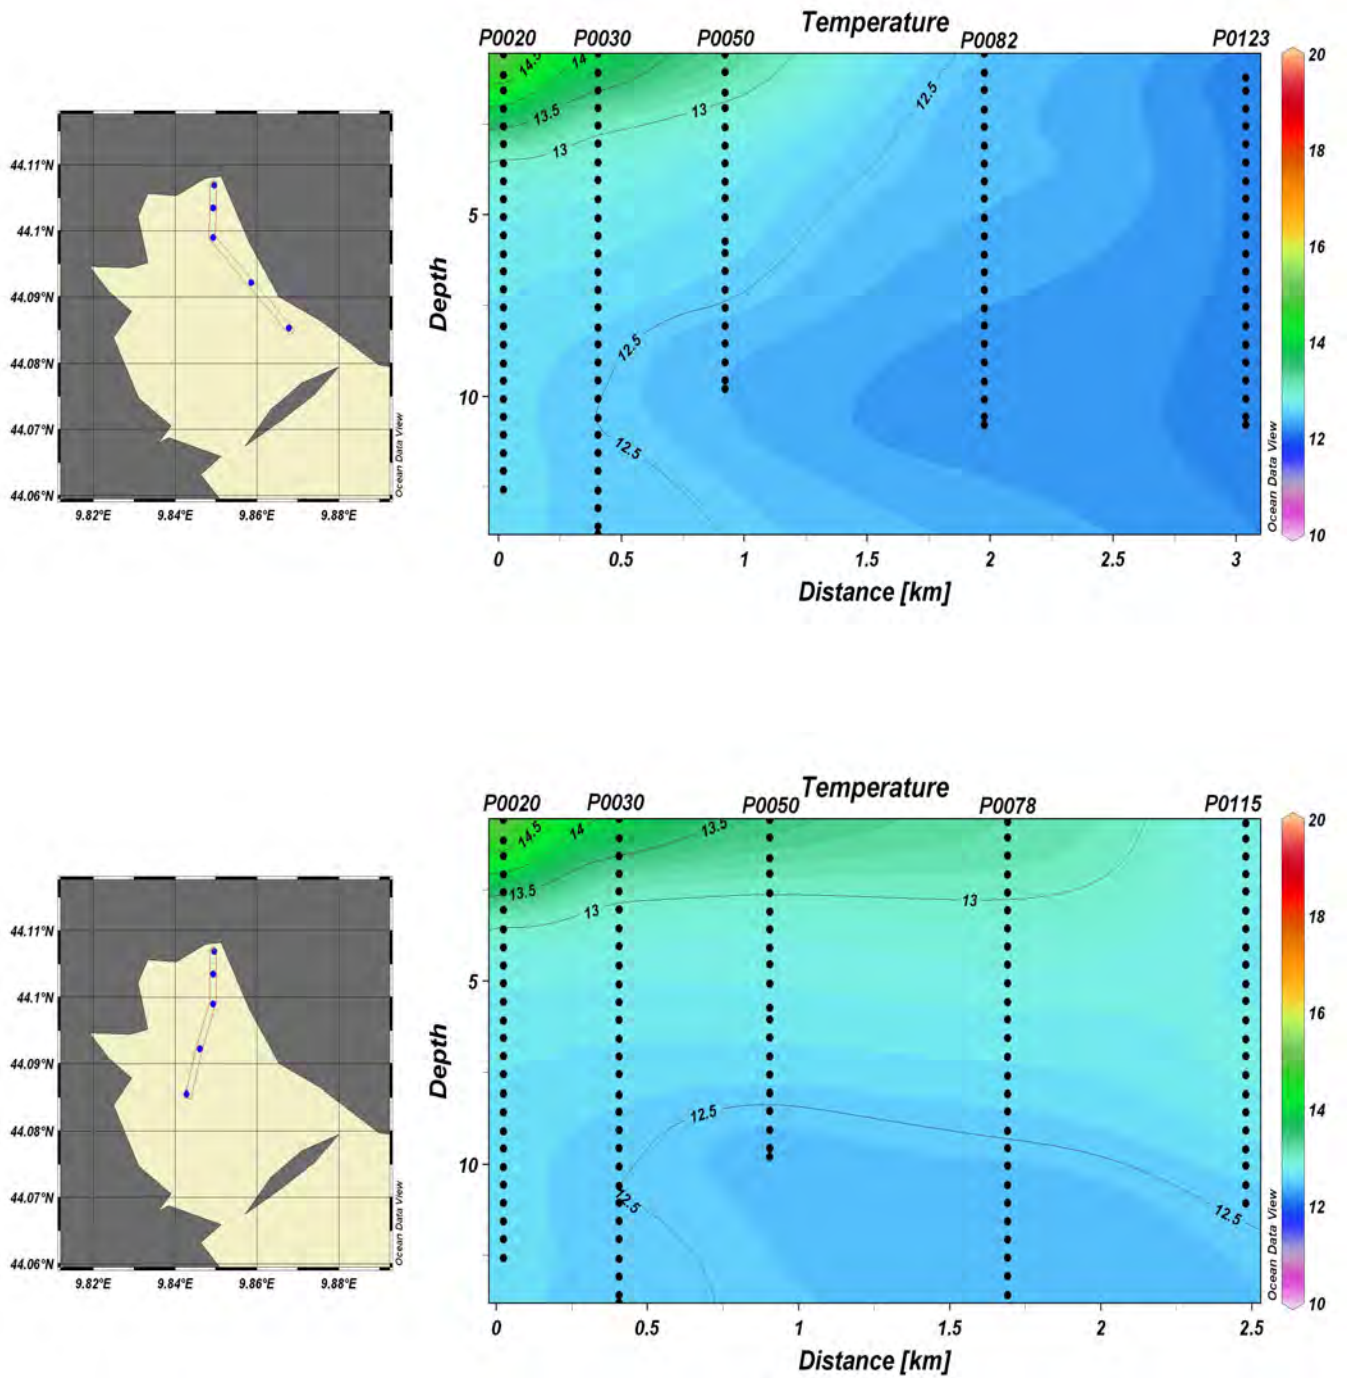 Temperature
P0020 P0030 P0050 P0082 P0123
14.5 14 13.5 13 13 12.5 12.5 12.5
44.11°N
44.1°N
44.09°N
44.08°N
44.07°N
44.06°N
9.82°E 9.84°E 9.86°E 9.88°E
Ocean Data View
Depth
5
10
0 0.5 1 1.5 2 2.5 3
Distance [km]
Ocean Data View
20
18
16
14
12
10
Temperature
P0020 P0030 P0050 P0078 P0115
14.5 14 13.5 13.5 13 13 12.5 12.5 12.5
44.11°N
44.1°N
44.09°N
44.08°N
44.07°N
44.06°N
9.82°E 9.84°E 9.86°E 9.88°E
Ocean Data View
Depth
5
10
0 0.5 1 1.5 2 2.5
Distance [km]
Ocean Data View
20
18
16
14
12
10